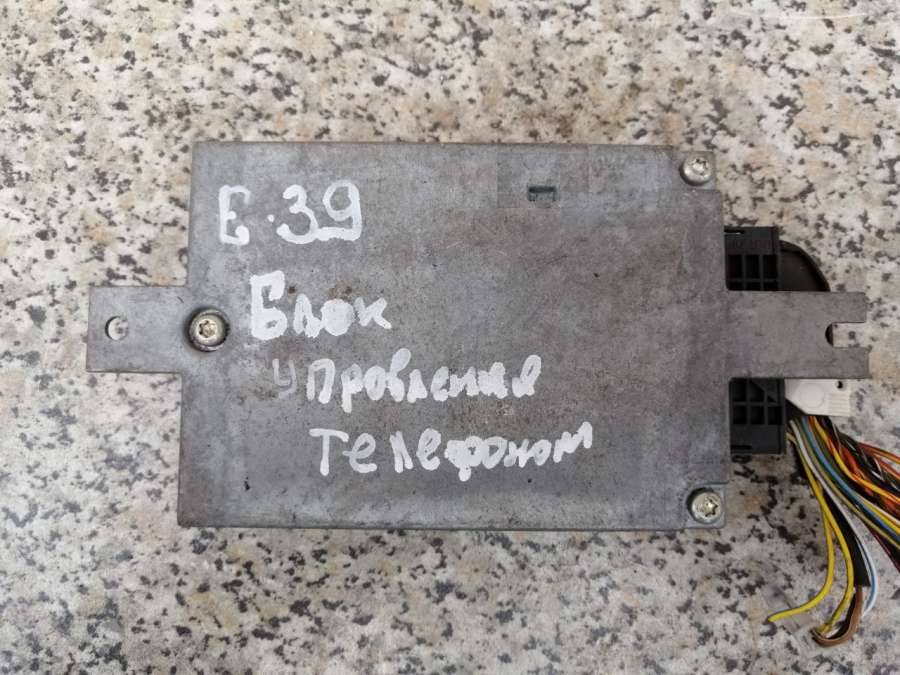 E·39
Блок
управления
телефоном